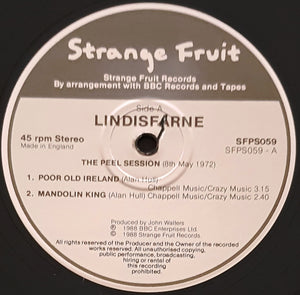 Strange Fruit
Strange Fruit Records
By arrangement with BBC Records and Tapes
Side A
LINDISFARNE
45 rpm Stereo
Made in England
SFPS059
SFPS059 - A
THE PEEL SESSION (8th May 1972)
1. POOR OLD IRELAND (Alan Hull)
Chappell Music/Crazy Music 3.15
2. MANDOLIN KING (Alan Hull) Chappell Music/Crazy Music 2.40
Produced by John Walters
℗ 1988 BBC Enterprises Ltd.
© 1988 Strange Fruit Records.
All rights reserved of the Producer and the Owner of the recorded
works reserved. All unauthorised copying,
public performance, broadcasting,
hiring or rental of
this recording
prohibited.